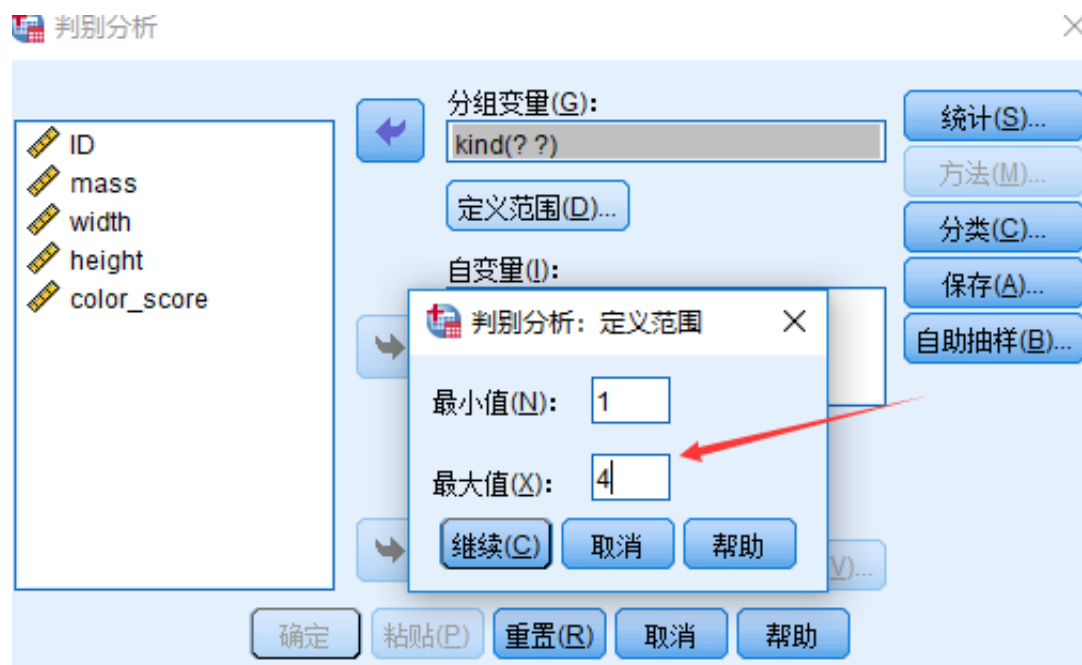 判别分析
分组变量(G):
kind(? ?)
定义范围(D)...
自变量(I):
ID
mass
width
height
color_score
统计(S)...
方法(M)...
分类(C)...
保存(A)...
自助抽样(B)...
判别分析: 定义范围
最小值(N): 1
最大值(X): 4
继续(C) 取消 帮助
V)...
确定 粘贴(P) 重置(R) 取消 帮助